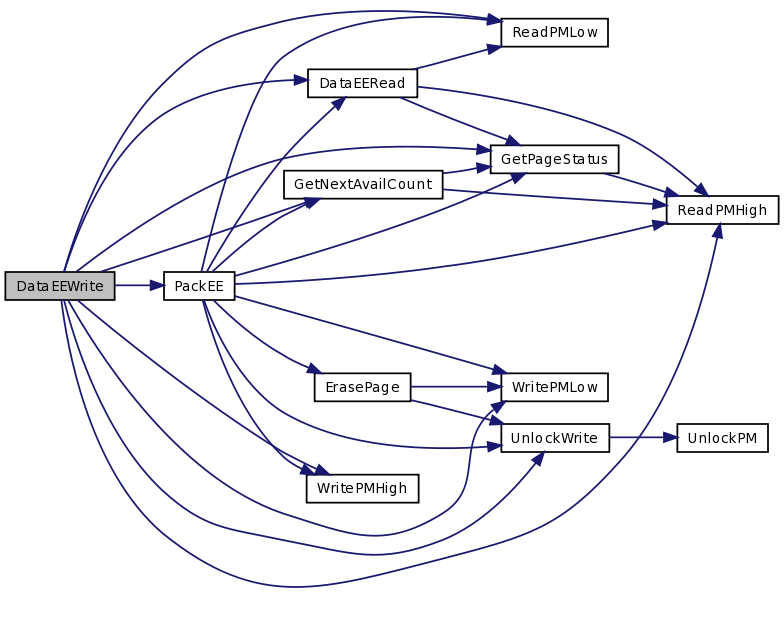 ReadPMLow
DataEERead
GetPageStatus
GetNextAvailCount
ReadPMHigh
DataEEWrite
PackEE
ErasePage
WritePMLow
UnlockWrite
UnlockPM
WritePMHigh